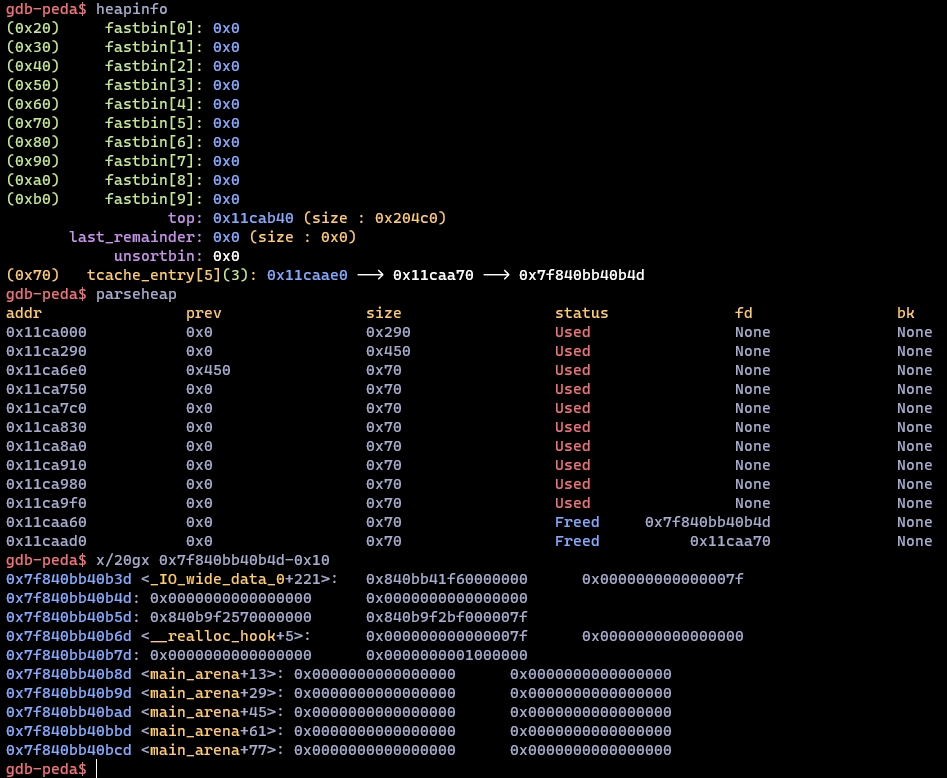 gdb-peda$ heapinfo
(0x20)     fastbin[0]: 0x0
(0x30)     fastbin[1]: 0x0
(0x40)     fastbin[2]: 0x0
(0x50)     fastbin[3]: 0x0
(0x60)     fastbin[4]: 0x0
(0x70)     fastbin[5]: 0x0
(0x80)     fastbin[6]: 0x0
(0x90)     fastbin[7]: 0x0
(0xa0)     fastbin[8]: 0x0
(0xb0)     fastbin[9]: 0x0
top: 0x11cab40 (size : 0x204c0)
last_remainder: 0x0 (size : 0x0)
unsortbin: 0x0
(0x70)   tcache_entry[5](3): 0x11caae0 —> 0x11caa70 —> 0x7f840bb40b4d
gdb-peda$ parseheap
addr                prev                size                 status              fd                bk
0x11ca000           0x0                 0x290                Used                None              None
0x11ca290           0x0                 0x450                Used                None              None
0x11ca6e0           0x450               0x70                 Used                None              None
0x11ca750           0x0                 0x70                 Used                None              None
0x11ca7c0           0x0                 0x70                 Used                None              None
0x11ca830           0x0                 0x70                 Used                None              None
0x11ca8a0           0x0                 0x70                 Used                None              None
0x11ca910           0x0                 0x70                 Used                None              None
0x11ca980           0x0                 0x70                 Used                None              None
0x11ca9f0           0x0                 0x70                 Used                None              None
0x11caa60           0x0                 0x70                 Freed     0x7f840bb40b4d              None
0x11caad0           0x0                 0x70                 Freed          0x11caa70              None
gdb-peda$ x/20gx 0x7f840bb40b4d-0x10
0x7f840bb40b3d <_IO_wide_data_0+221>:   0x840bb41f60000000      0x000000000000007f
0x7f840bb40b4d: 0x0000000000000000      0x0000000000000000
0x7f840bb40b5d: 0x840b9f2570000000      0x840b9f2bf000007f
0x7f840bb40b6d <__realloc_hook+5>:      0x000000000000007f      0x0000000000000000
0x7f840bb40b7d: 0x0000000000000000      0x0000000001000000
0x7f840bb40b8d <main_arena+13>: 0x0000000000000000      0x0000000000000000
0x7f840bb40b9d <main_arena+29>: 0x0000000000000000      0x0000000000000000
0x7f840bb40bad <main_arena+45>: 0x0000000000000000      0x0000000000000000
0x7f840bb40bbd <main_arena+61>: 0x0000000000000000      0x0000000000000000
0x7f840bb40bcd <main_arena+77>: 0x0000000000000000      0x0000000000000000
gdb-peda$